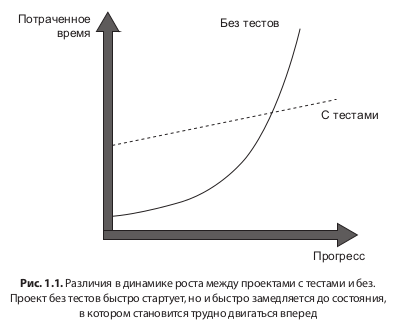 Потраченное
время
Без тестов
С тестами
Прогресс
Рис. 1.1. Различия в динамике роста между проектами с тестами и без.
Проект без тестов быстро стартует, но и быстро замедляется до состояния,
в котором становится трудно двигаться вперед